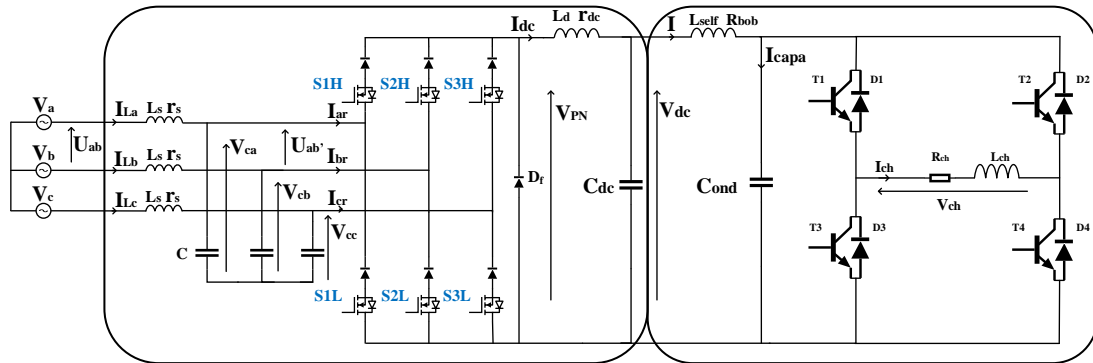 Idc
Ld rdc
I
Lself Rbob
Icapa
S1H S2H S3H
T1
D1
T2
D2
Va
ILa
Ls rs
Iar
Uab
Vca
Uab'
VPN
Vdc
Vb
ILb
Ls rs
Ibr
Df
Cdc
Cond
Ich
Rch
Lch
Vch
Vc
ILc
Ls rs
Icr
Vcb
Vcc
C
T3
D3
T4
D4
S1L S2L S3L